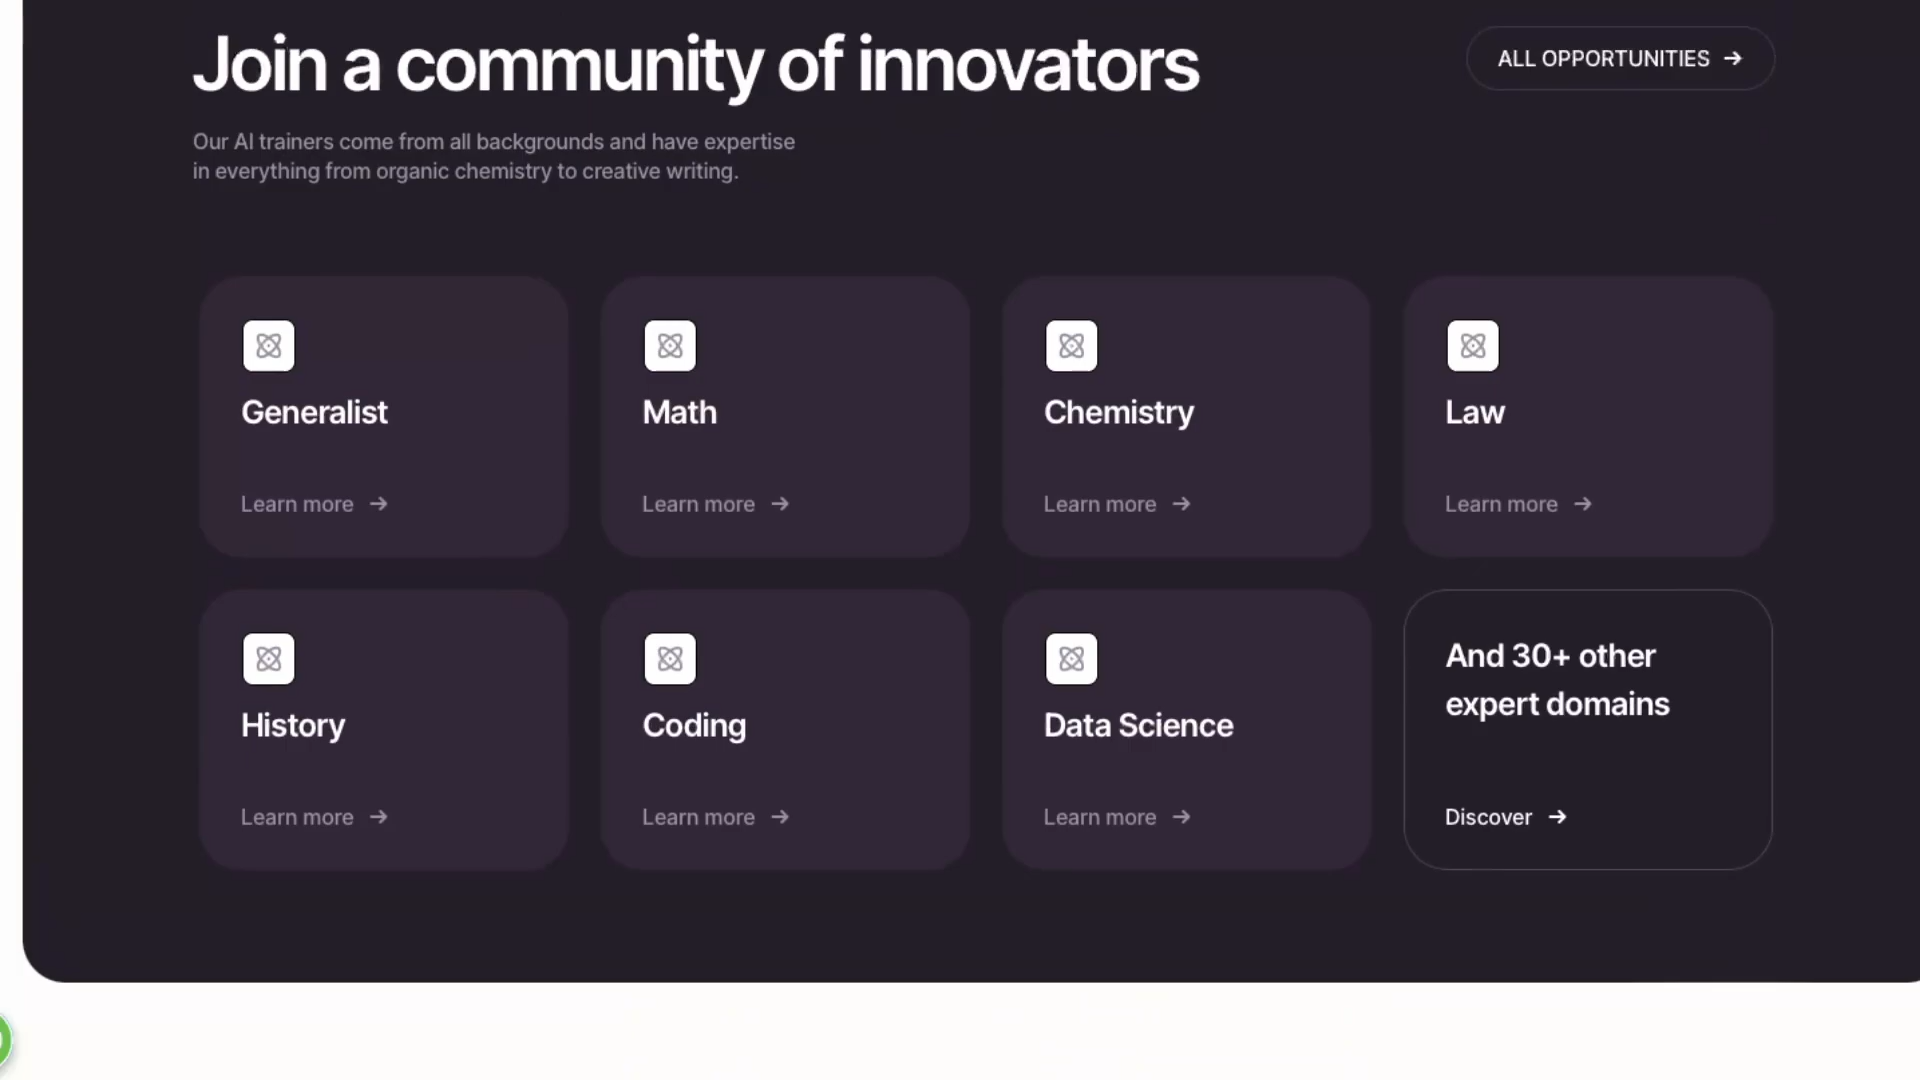 Join a community of innovators
ALL OPPORTUNITIES →
Our AI trainers come from all backgrounds and have expertise
in everything from organic chemistry to creative writing.
Generalist
Learn more →
Math
Learn more →
Chemistry
Learn more →
Law
Learn more →
History
Learn more →
Coding
Learn more →
Data Science
Learn more →
And 30+ other
expert domains
Discover →